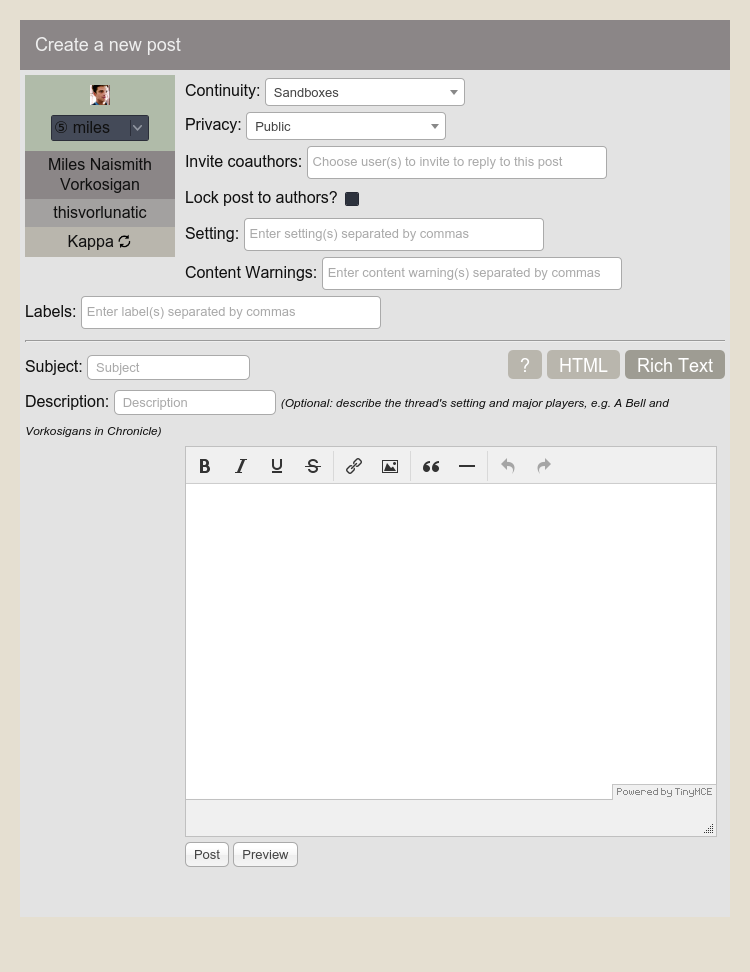 Create a new post
⑤ miles
Miles Naismith
Vorkosigan
thisvorlunatic
Kappa
Continuity: Sandboxes
Privacy: Public
Invite coauthors: Choose user(s) to invite to reply to this post
Lock post to authors?
Setting: Enter setting(s) separated by commas
Content Warnings: Enter content warning(s) separated by commas
Labels: Enter label(s) separated by commas
Subject: Subject ? HTML Rich Text
Description: Description (Optional: describe the thread's setting and major players, e.g. A Bell and
Vorkosigans in Chronicle)
B I U S
Powered by TinyMCE
Post Preview